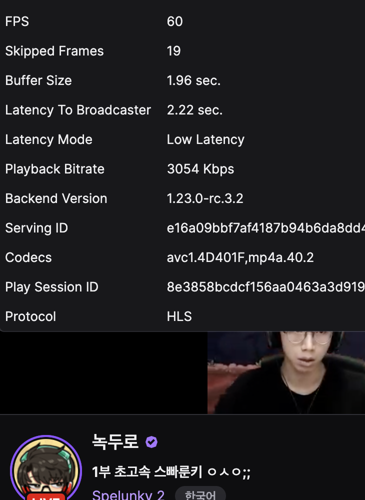 FPS 60
Skipped Frames 19
Buffer Size 1.96 sec.
Latency To Broadcaster 2.22 sec.
Latency Mode Low Latency
Playback Bitrate 3054 Kbps
Backend Version 1.23.0-rc.3.2
Serving ID e16a09bbf7af4187b94b6da8dd4
Codecs avc1.4D401F,mp4a.40.2
Play Session ID 8e3858bcdcf156aa0463a3d919
Protocol HLS
녹두로
1부 초고속 스빠룬키 ㅇㅅㅇ;;
Spelunky 2 한국어